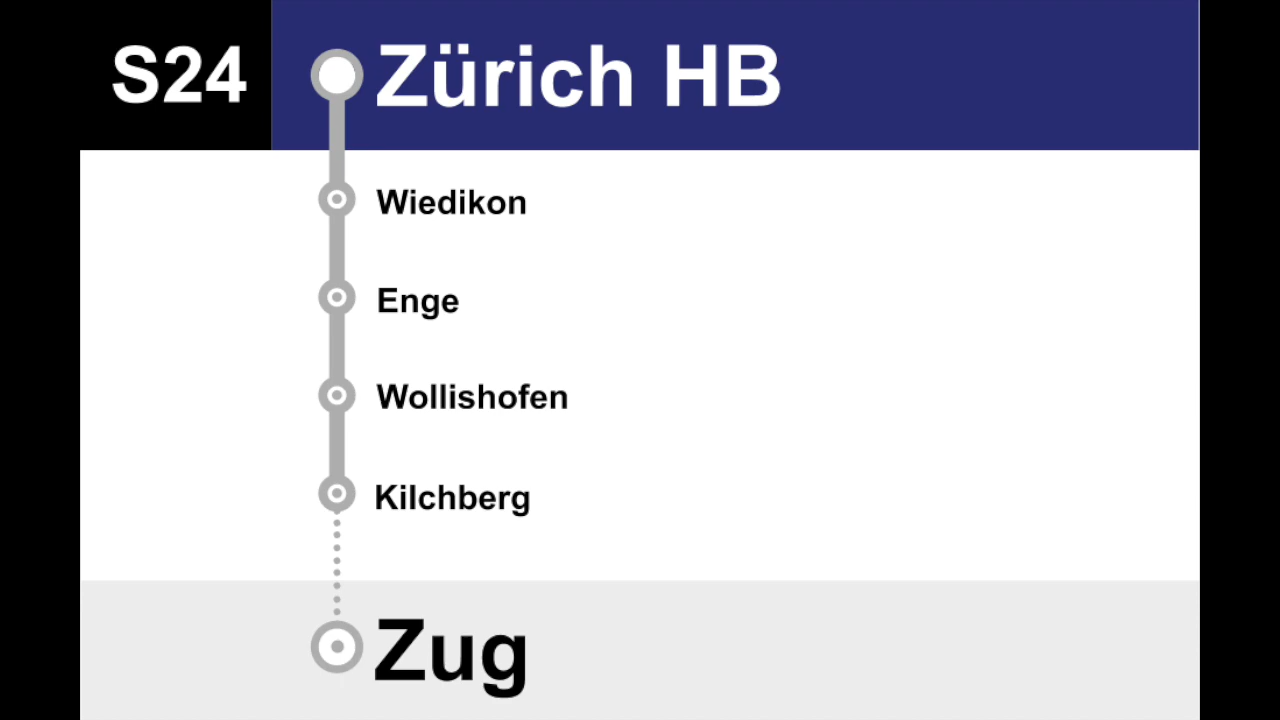 S24 Zürich HB
Wiedikon
Enge
Wollishofen
Kilchberg
Zug